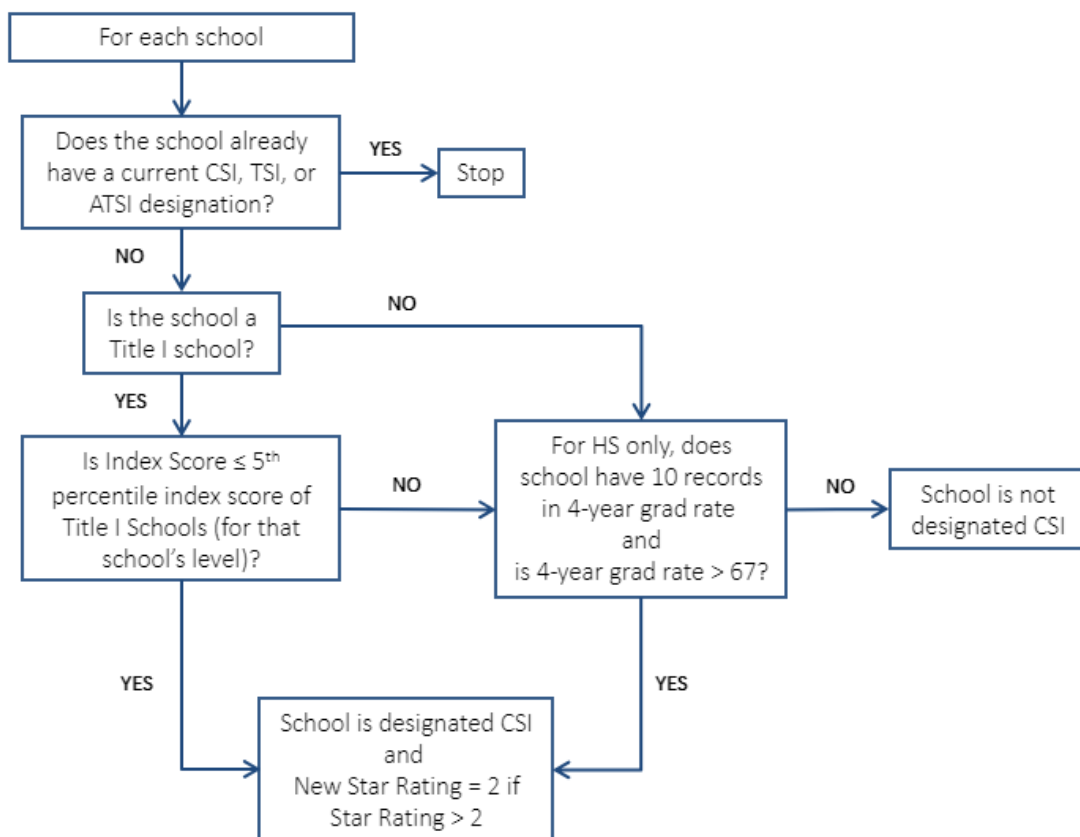 For each school
Does the school already
have a current CSI, TSI, or
ATSI designation?
YES
Stop
NO
Is the school a
Title I school?
NO
YES
Is Index Score ≤ 5th
percentile index score of
Title I Schools (for that
school's level)?
NO
For HS only, does
school have 10 records
in 4-year grad rate
and
is 4-year grad rate > 67?
NO
School is not
designated CSI
YES
YES
School is designated CSI
and
New Star Rating = 2 if
Star Rating > 2